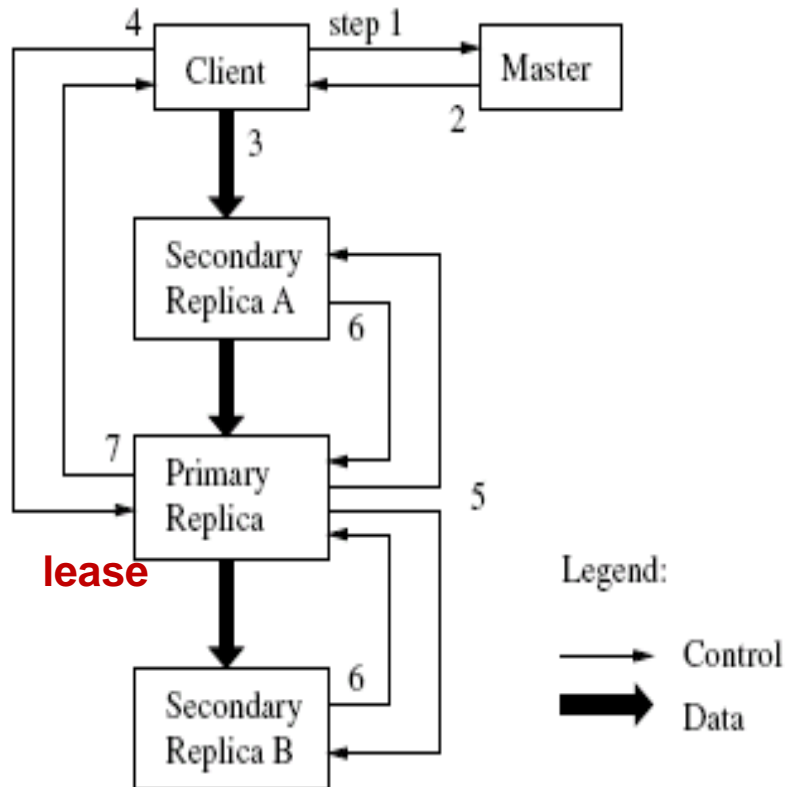 4
step 1
Client
Master
2
3
Secondary
Replica A
6
7
Primary
Replica
5
lease
Legend:
Control
6
Secondary
Replica B
Data